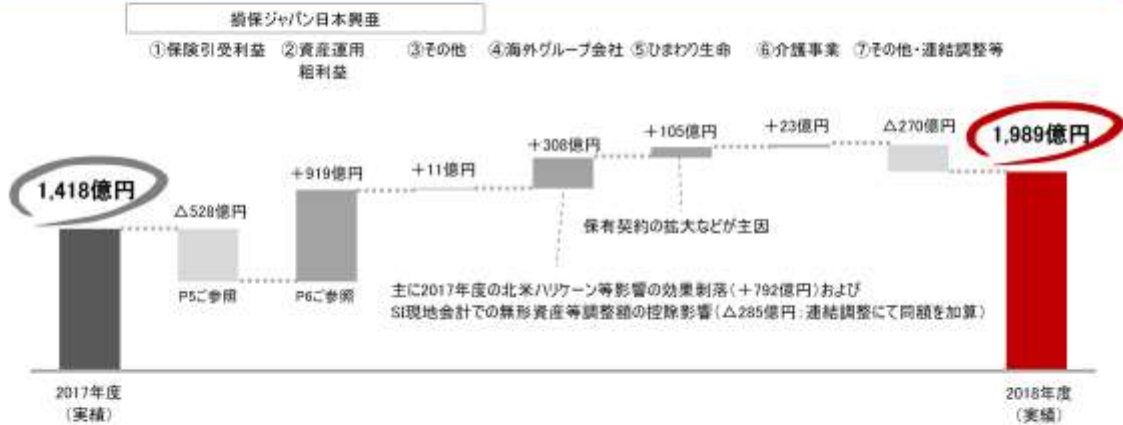 損保ジャパン日本興亜
①保険引受利益
②資産運用
粗利益
③その他
④海外グループ会社
⑤ひまわり生命
⑥介護事業
⑦その他・連結調整等
1,418億円
△528億円
+919億円
+11億円
+308億円
+105億円
+23億円
△270億円
1,989億円
P5ご参照
P6ご参照
保有契約の拡大などが主因
主に2017年度の北米ハリケーン等影響の効果剥落(+792億円)および
SI現地会計での無形資産等調整額の控除影響(△285億円:連結調整にて同額を加算)
2017年度
(実績)
2018年度
(実績)